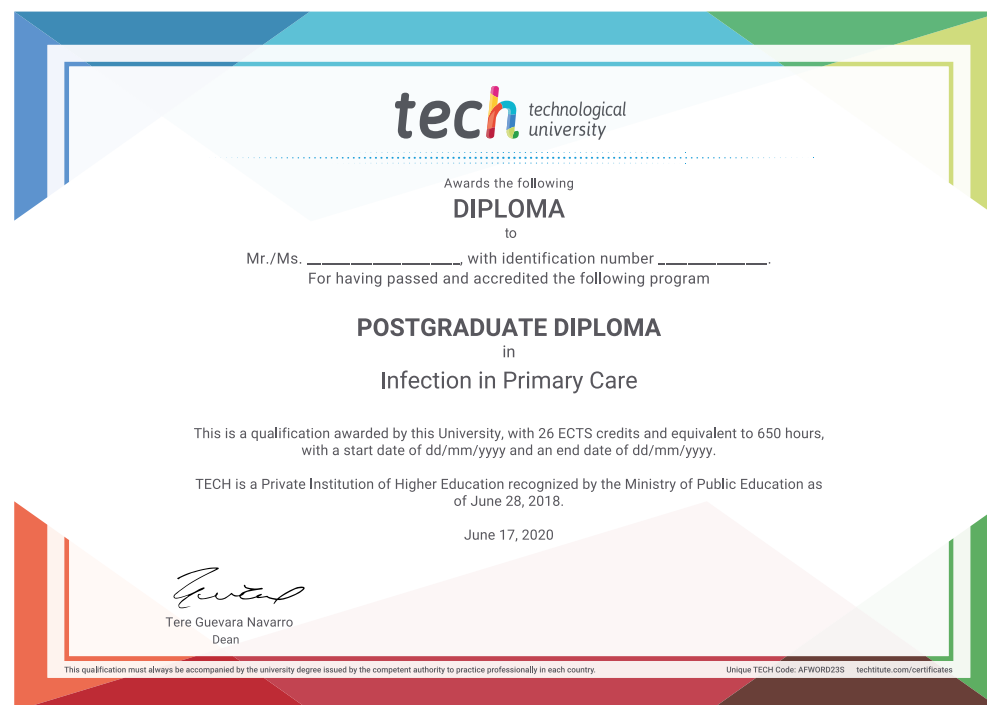 tech technological
university
Awards the following
DIPLOMA
to
Mr./Ms. ____________________, with identification number ______________.
For having passed and accredited the following program
POSTGRADUATE DIPLOMA
in
Infection in Primary Care
This is a qualification awarded by this University, with 26 ECTS credits and equivalent to 650 hours,
with a start date of dd/mm/yyyy and an end date of dd/mm/yyyy.
TECH is a Private Institution of Higher Education recognized by the Ministry of Public Education as
of June 28, 2018.
June 17, 2020
Tere Guevara Navarro
Dean
This qualification must always be accompanied by the university degree issued by the competent authority to practice professionally in each country.
Unique TECH Code: AFWORD23S techtitute.com/certificates